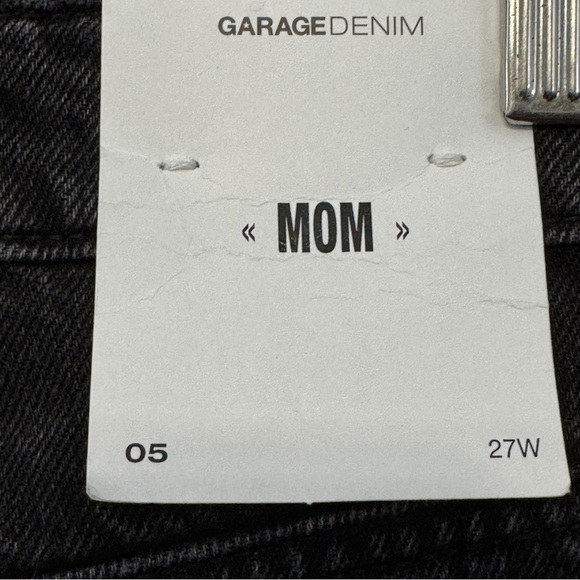 GARAGEDENIM
« MOM »
05 27W